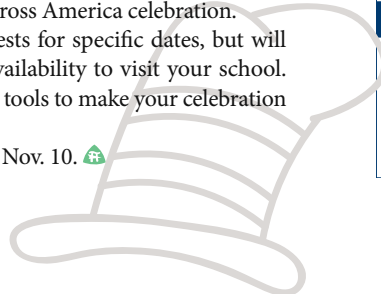 ross America celebration.
ests for specific dates, but will
vailability to visit your school.
tools to make your celebration
Nov. 10.